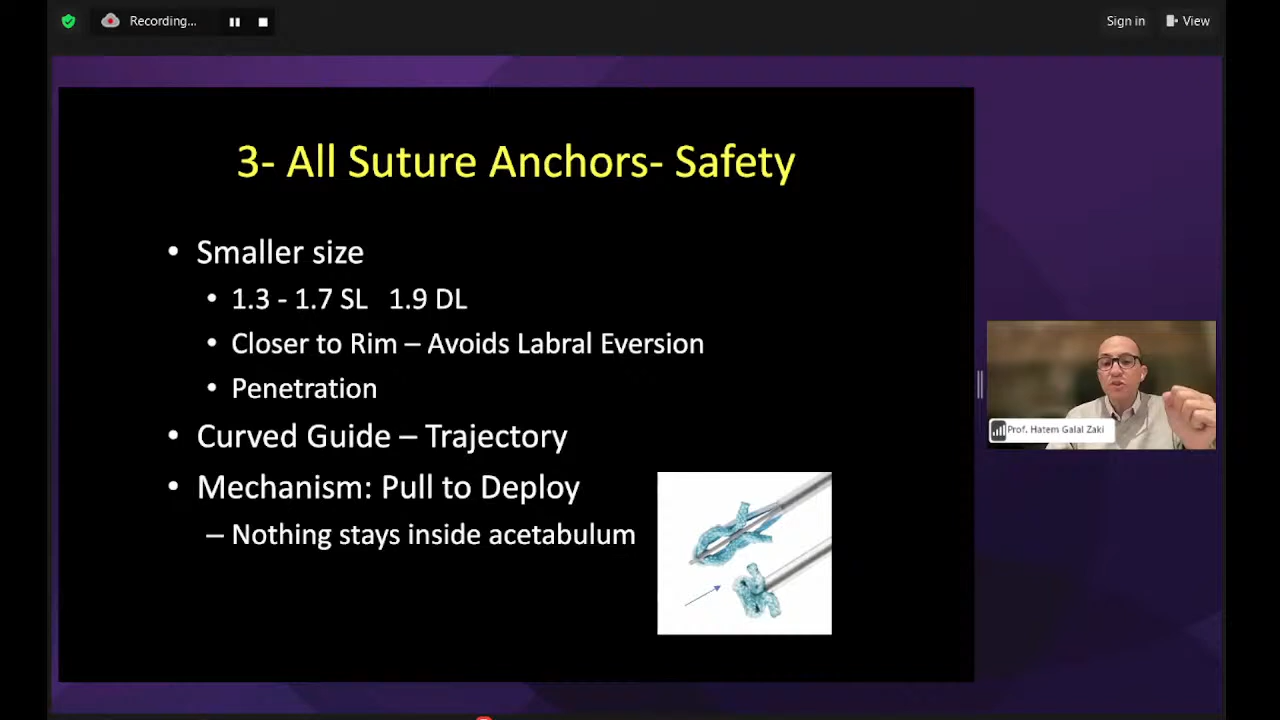 Recording...
Sign in
View
3- All Suture Anchors- Safety
• Smaller size
• 1.3 - 1.7 SL 1.9 DL
• Closer to Rim – Avoids Labral Eversion
• Penetration
• Curved Guide – Trajectory
• Mechanism: Pull to Deploy
– Nothing stays inside acetabulum
Prof. Hatem Galal Zaki